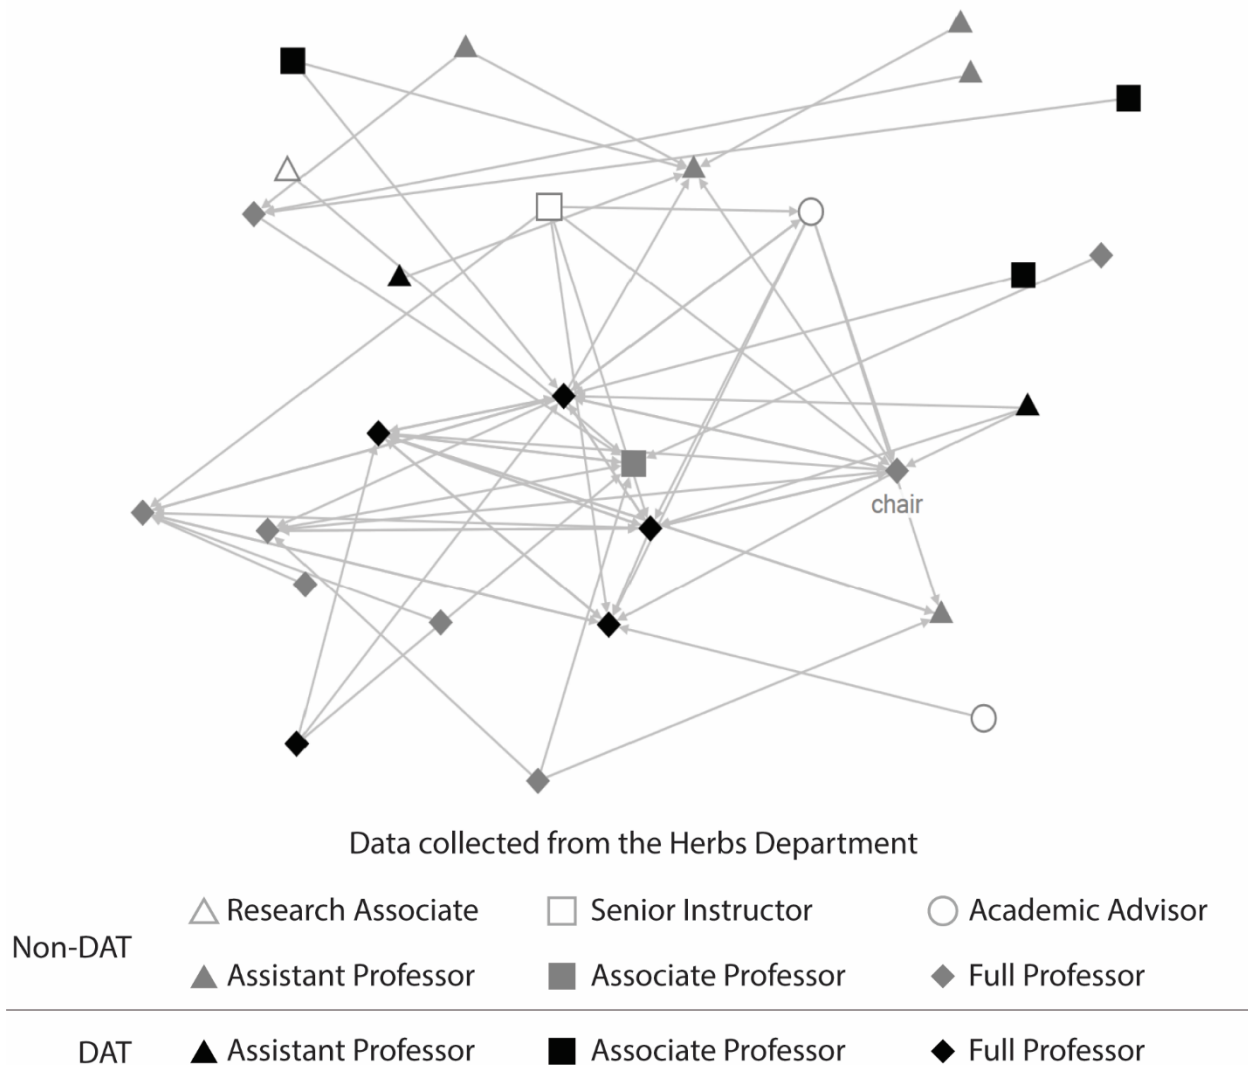 chair
Data collected from the Herbs Department
Research Associate
Senior Instructor
Academic Advisor
Non-DAT
Assistant Professor
Associate Professor
Full Professor
DAT
Assistant Professor
Associate Professor
Full Professor